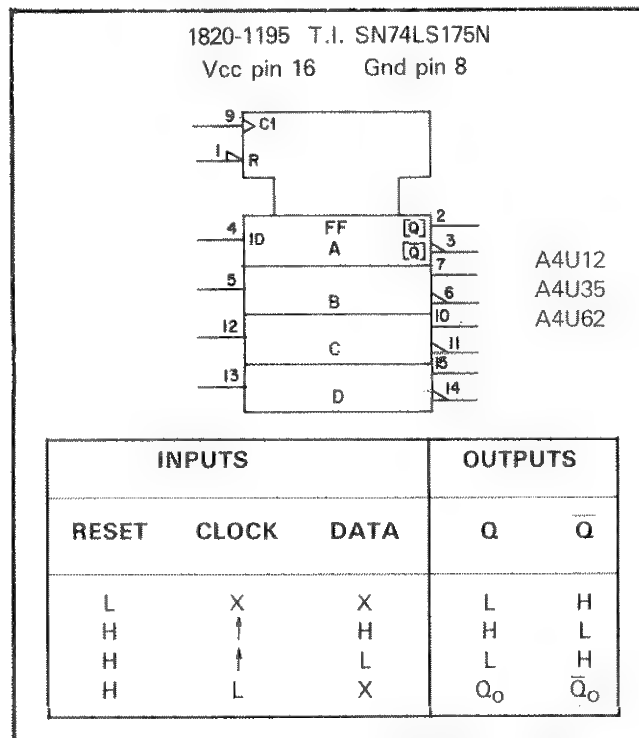 1820-1195 T.I. SN74LS175N
Vcc pin 16 Gnd pin 8
9 C1
1 R
4 1D FF [Q] 2
A [Q̅] 3
7
5 B 6
10
12 C 11
15
13 D 14
A4U12
A4U35
A4U62
INPUTS OUTPUTS
RESET CLOCK DATA Q Q̅
L X X L H
H ↑ H H L
H ↑ L L H
H L X Q₀ Q̅₀